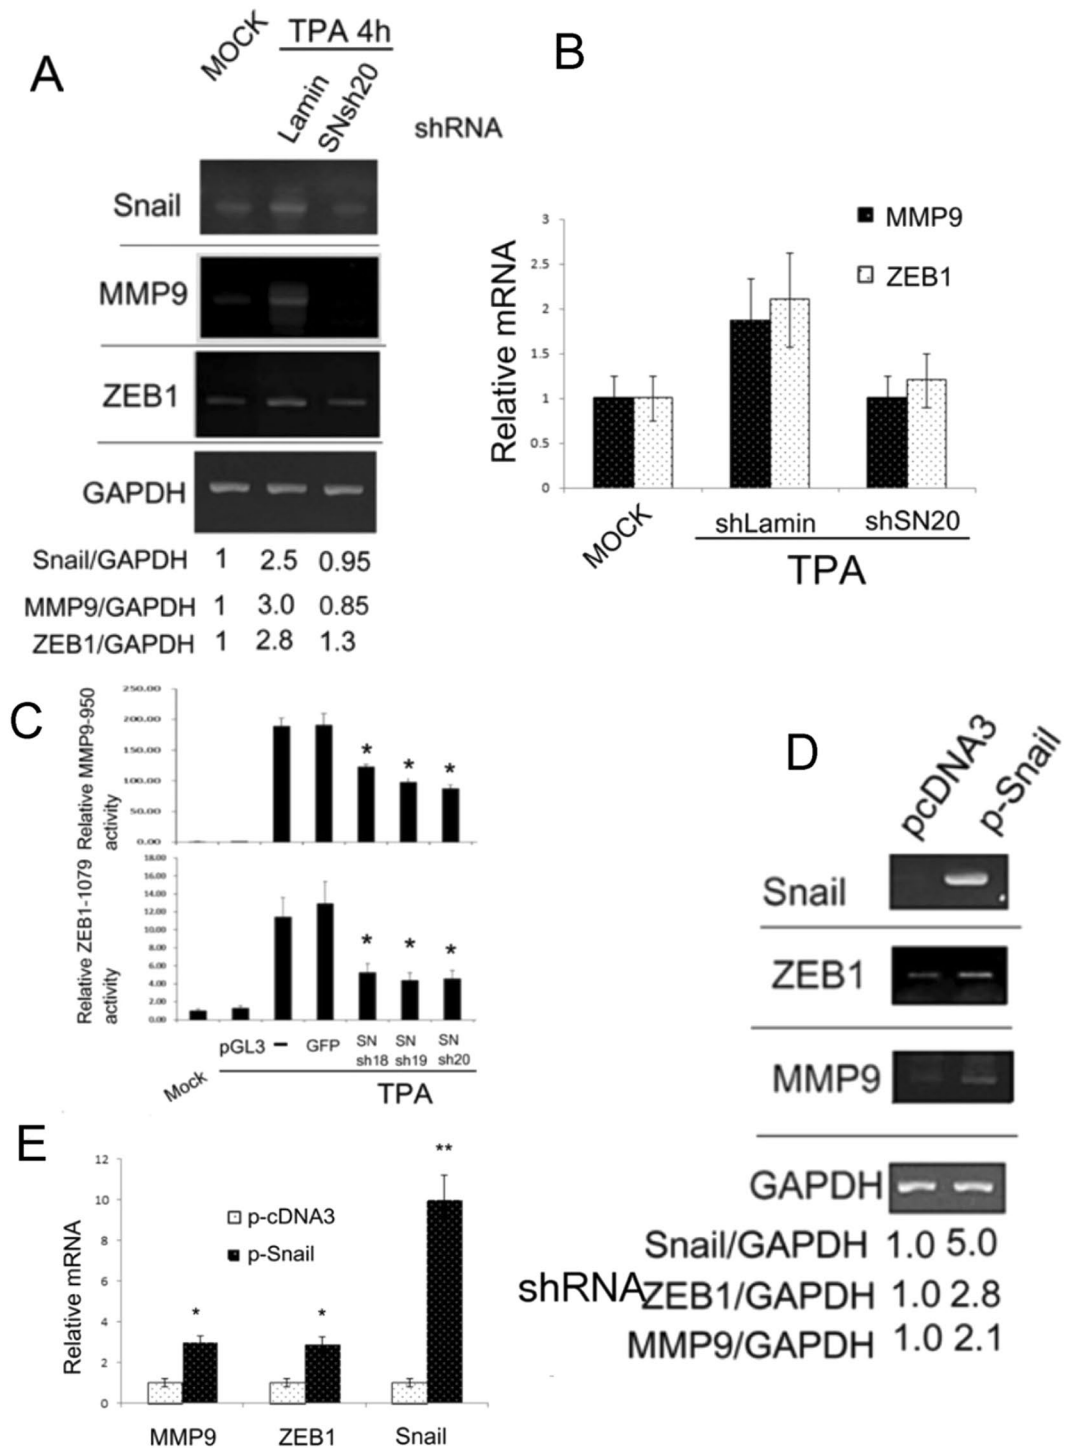 A
MOCK
TPA 4h
Lamin
SNsh20
shRNA
Snail
MMP9
ZEB1
GAPDH
Snail/GAPDH 1 2.5 0.95
MMP9/GAPDH 1 3.0 0.85
ZEB1/GAPDH 1 2.8 1.3
B
Relative mRNA
3
2.5
2
1.5
1
0.5
0
MMP9
ZEB1
MOCK
shLamin
shSN20
TPA
C
Relative MMP9-950
activity
250.00
200.00
150.00
100.00
50.00
0.00
* * *
Relative ZEB1-1079
activity
18.00
16.00
14.00
12.00
10.00
8.00
6.00
4.00
2.00
0.00
* * *
Mock
pGL3
–
GFP
SN
sh18
SN
sh19
SN
sh20
TPA
D
pcDNA3
p-Snail
Snail
ZEB1
MMP9
GAPDH
Snail/GAPDH 1.0 5.0
shRNA
ZEB1/GAPDH 1.0 2.8
MMP9/GAPDH 1.0 2.1
E
Relative mRNA
12
10
8
6
4
2
0
p-cDNA3
p-Snail
*
*
**
MMP9
ZEB1
Snail